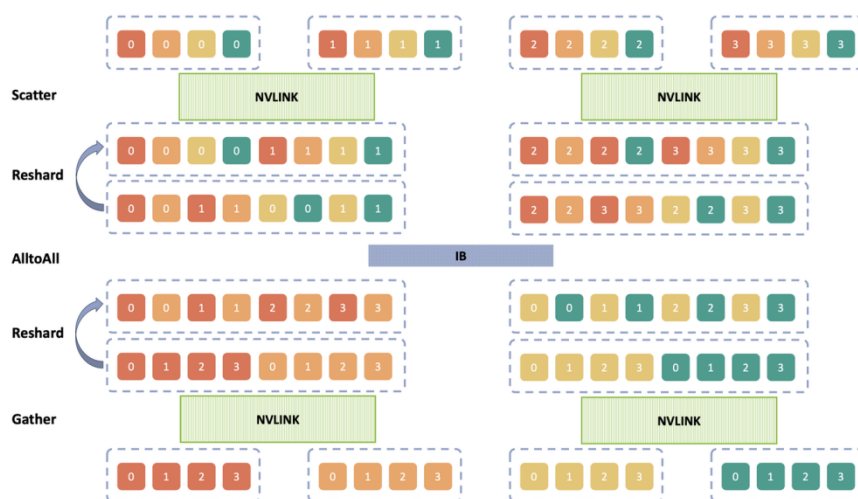 0 0 0 0 1 1 1 1 2 2 2 2 3 3 3 3
Scatter NVLINK NVLINK
0 0 0 0 1 1 1 1 2 2 2 2 3 3 3 3
Reshard
0 0 1 1 0 0 1 1 2 2 3 3 2 2 3 3
AlltoAll IB
0 0 1 1 2 2 3 3 0 0 1 1 2 2 3 3
Reshard
0 1 2 3 0 1 2 3 0 1 2 3 0 1 2 3
Gather NVLINK NVLINK
0 1 2 3 0 1 2 3 0 1 2 3 0 1 2 3